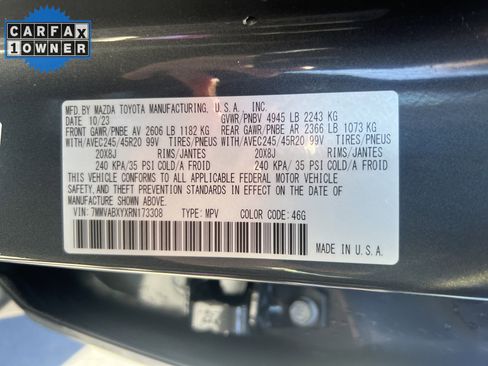 CARFAX
1 OWNER
MFD. BY MAZDA TOYOTA MANUFACTURING, U.S.A., INC.
DATE 10/23 GVWR/PNBV 4945 LB 2243 KG
FRONT GAWR/PNBE AV 2606 LB 1182 KG REAR GAWR/PNBE AR 2366 LB 1073 KG
WITH/AVEC245/45R20 99V TIRES/PNEUS WITH/AVEC245/45R20 99V TIRES/PNEUS
20X8J RIMS/JANTES 20X8J RIMS/JANTES
240 KPA/35 PSI COLD/A FROID 240 KPA/ 35 PSI COLD/A FROID
THIS VEHICLE CONFORMS TO ALL APPLICABLE FEDERAL MOTOR VEHICLE
SAFETY AND THEFT PREVENTION STANDARDS IN EFFECT ON THE DATE OF
MANUFACTURE SHOWN ABOVE.
VIN: 7MMVABXYXRN173308 TYPE: MPV COLOR CODE: 46G
MADE IN U.S.A.